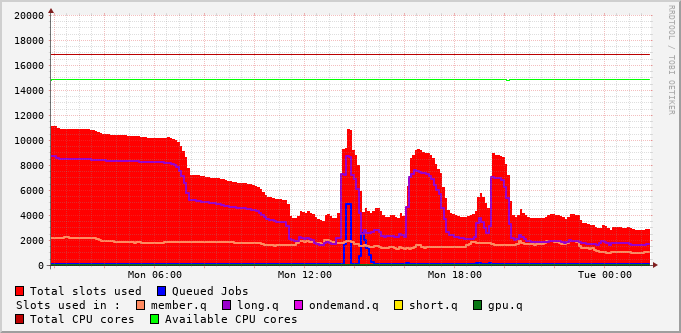 20000
18000
16000
14000
12000
10000
8000
6000
4000
2000
0
Mon 06:00 Mon 12:00 Mon 18:00 Tue 00:00
RRDTOOL / TOBI OETIKER
Total slots used Queued Jobs
Slots used in : member.q long.q ondemand.q short.q gpu.q
Total CPU cores Available CPU cores